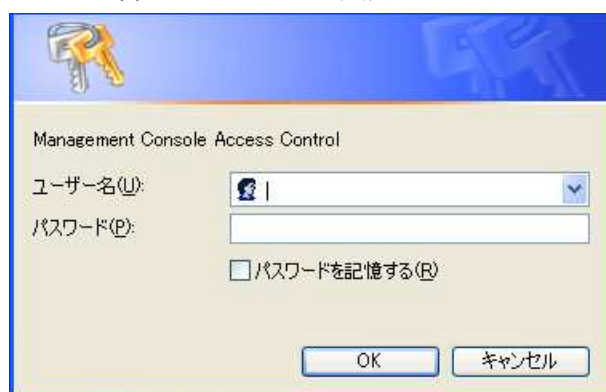 Management Console Access Control
ユーザー名(U):
パスワード(P):
パスワードを記憶する(R)
OK キャンセル